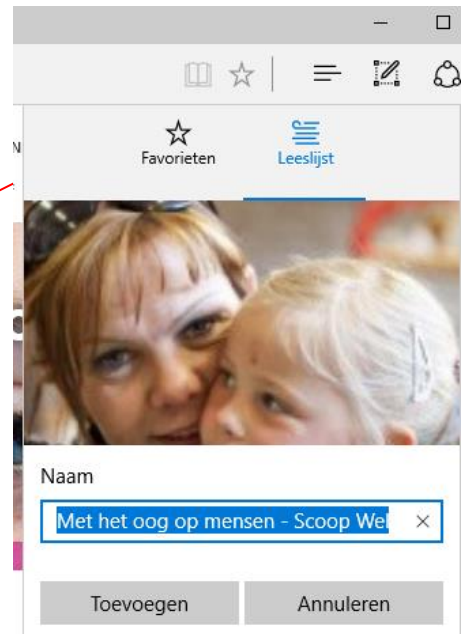 Favorieten Leeslijst
Naam
Met het oog op mensen - Scoop Wel
Toevoegen Annuleren